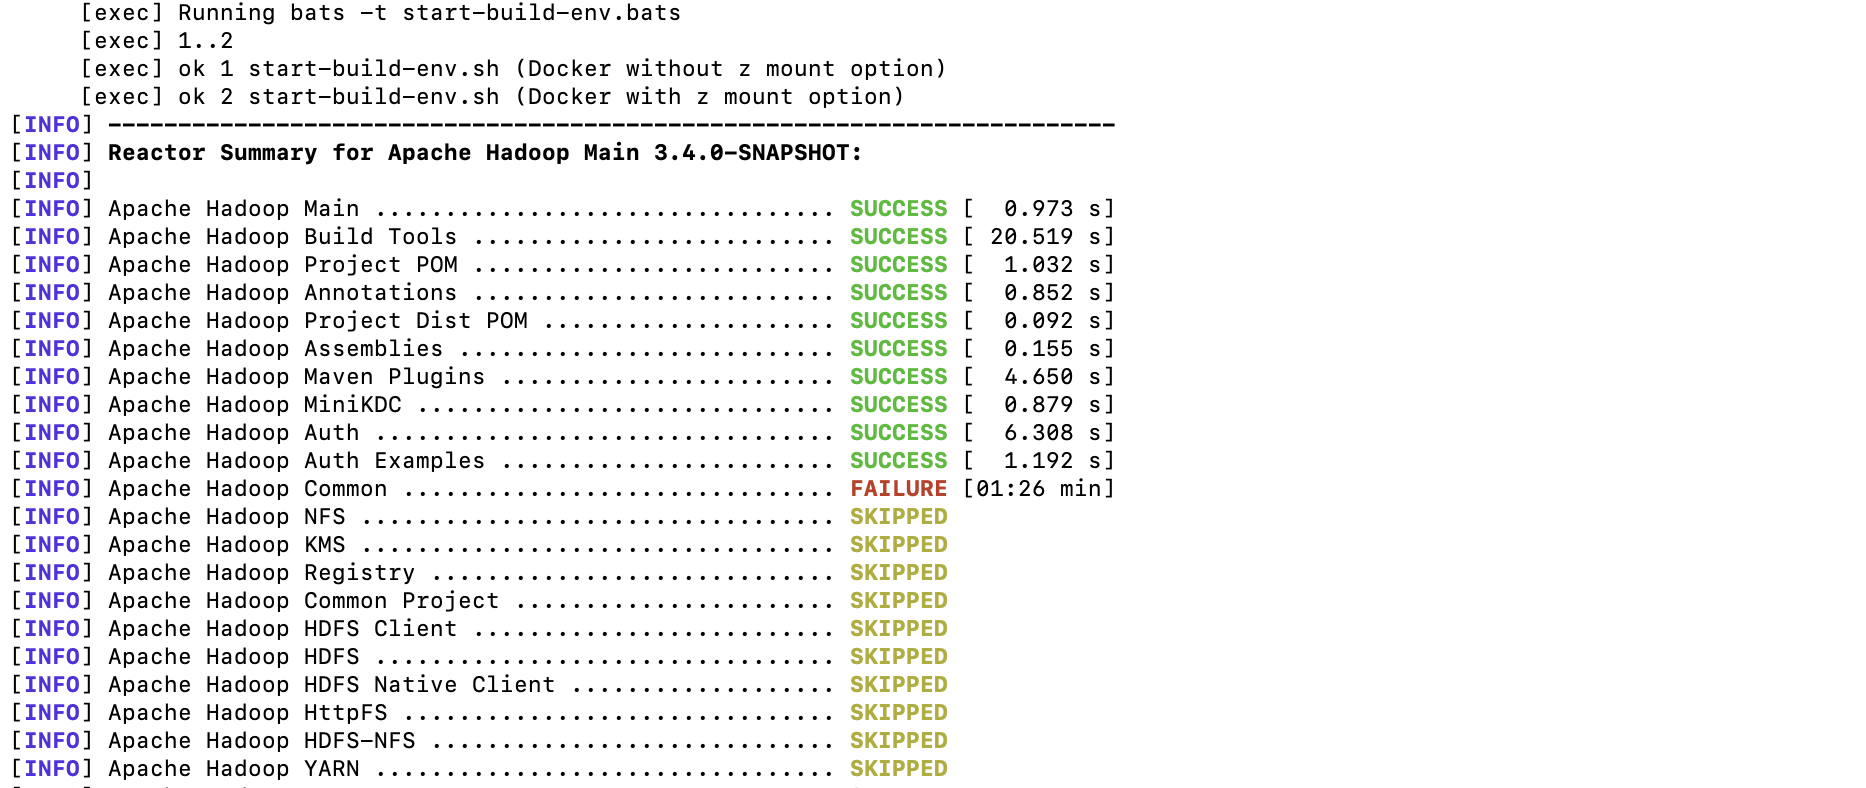 [exec] Running bats -t start-build-env.bats
[exec] 1..2
[exec] ok 1 start-build-env.sh (Docker without z mount option)
[exec] ok 2 start-build-env.sh (Docker with z mount option)
[INFO] ------------------------------------------------------------------------
[INFO] Reactor Summary for Apache Hadoop Main 3.4.0-SNAPSHOT:
[INFO]
[INFO] Apache Hadoop Main ................................. SUCCESS [  0.973 s]
[INFO] Apache Hadoop Build Tools .......................... SUCCESS [ 20.519 s]
[INFO] Apache Hadoop Project POM .......................... SUCCESS [  1.032 s]
[INFO] Apache Hadoop Annotations .......................... SUCCESS [  0.852 s]
[INFO] Apache Hadoop Project Dist POM ..................... SUCCESS [  0.092 s]
[INFO] Apache Hadoop Assemblies ........................... SUCCESS [  0.155 s]
[INFO] Apache Hadoop Maven Plugins ........................ SUCCESS [  4.650 s]
[INFO] Apache Hadoop MiniKDC .............................. SUCCESS [  0.879 s]
[INFO] Apache Hadoop Auth ................................. SUCCESS [  6.308 s]
[INFO] Apache Hadoop Auth Examples ........................ SUCCESS [  1.192 s]
[INFO] Apache Hadoop Common ............................... FAILURE [01:26 min]
[INFO] Apache Hadoop NFS .................................. SKIPPED
[INFO] Apache Hadoop KMS .................................. SKIPPED
[INFO] Apache Hadoop Registry ............................. SKIPPED
[INFO] Apache Hadoop Common Project ....................... SKIPPED
[INFO] Apache Hadoop HDFS Client .......................... SKIPPED
[INFO] Apache Hadoop HDFS ................................. SKIPPED
[INFO] Apache Hadoop HDFS Native Client ................... SKIPPED
[INFO] Apache Hadoop HttpFS ............................... SKIPPED
[INFO] Apache Hadoop HDFS-NFS ............................. SKIPPED
[INFO] Apache Hadoop YARN ................................. SKIPPED